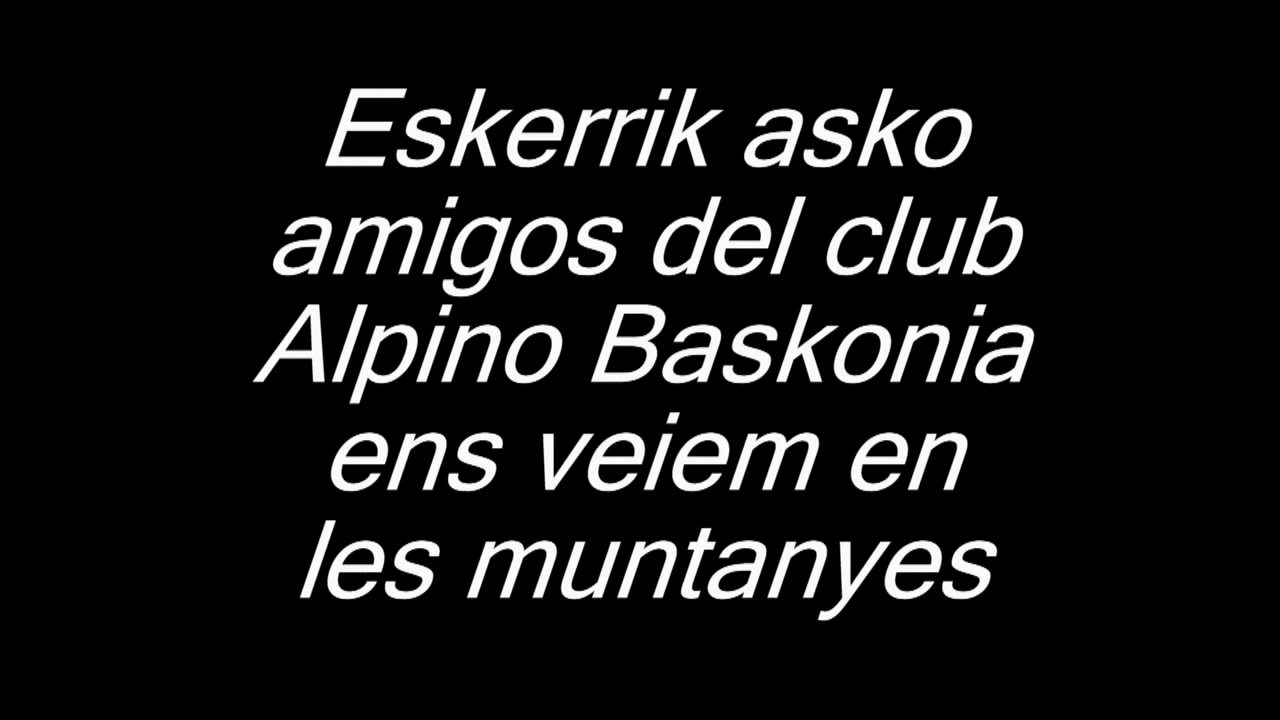 Eskerrik asko
amigos del club
Alpino Baskonia
ens veiem en
les muntanyes